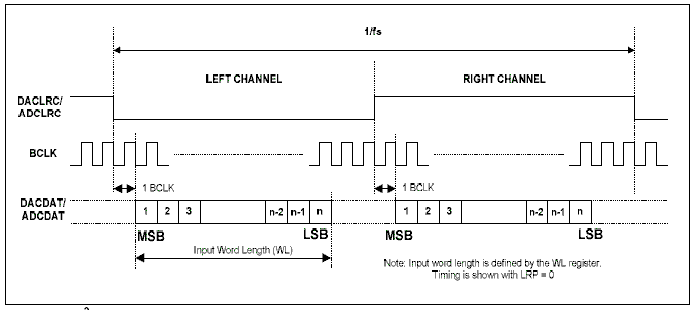 1/fs
LEFT CHANNEL
RIGHT CHANNEL
DACLRC/
ADCLRC
BCLK
1 BCLK
1 BCLK
DACDAT/
ADCDAT
1 2 3 n-2 n-1 n
1 2 3 n-2 n-1 n
MSB
LSB
MSB
LSB
Input Word Length (WL)
Note: Input word length is defined by the WL register.
Timing is shown with LRP = 0